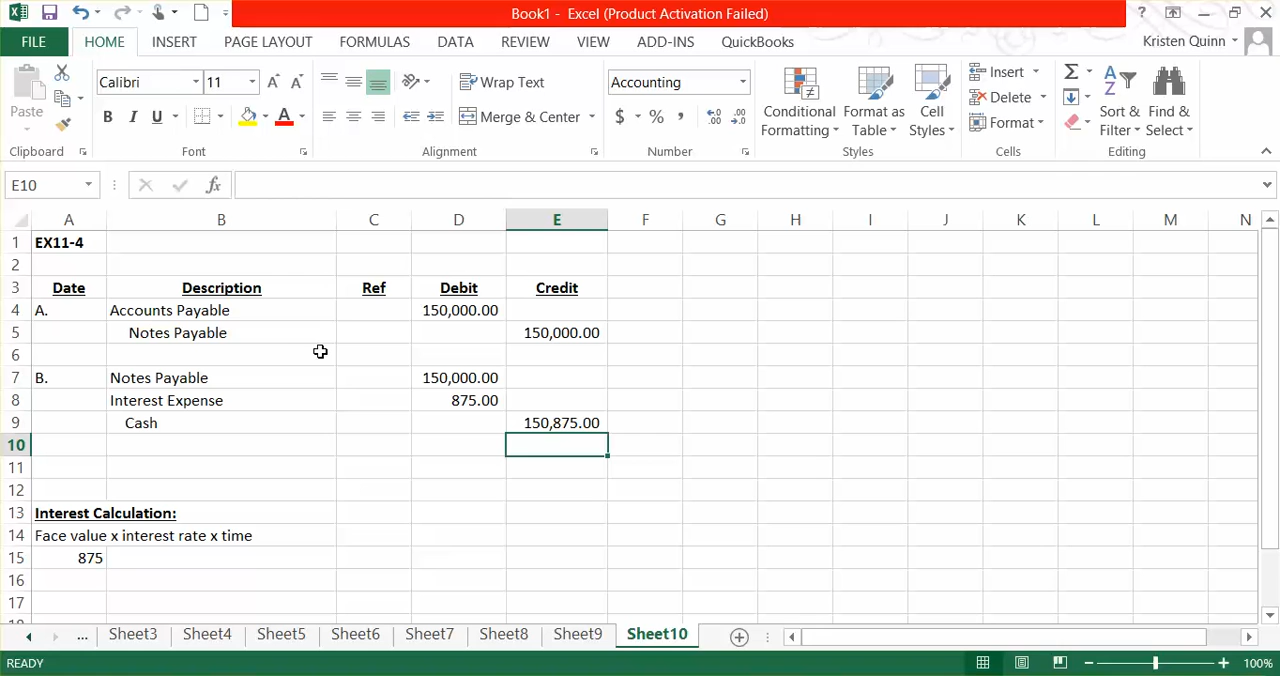 Book1 - Excel (Product Activation Failed)
FILE HOME INSERT PAGE LAYOUT FORMULAS DATA REVIEW VIEW ADD-INS QuickBooks Kristen Quinn
Paste Calibri 11 Wrap Text Accounting Conditional Formatting Format as Table Cell Styles Insert Sort & Filter Find & Select
B I U Merge & Center $ % , Delete
Format
Clipboard Font Alignment Number Styles Cells Editing
E10 fx
A B C D E F G H I J K L M N
1 EX11-4
2
3 Date Description Ref Debit Credit
4 A. Accounts Payable 150,000.00
5 Notes Payable 150,000.00
6
7 B. Notes Payable 150,000.00
8 Interest Expense 875.00
9 Cash 150,875.00
10
11
12
13 Interest Calculation:
14 Face value x interest rate x time
15 875
16
17
... Sheet3 Sheet4 Sheet5 Sheet6 Sheet7 Sheet8 Sheet9 Sheet10
READY 100%